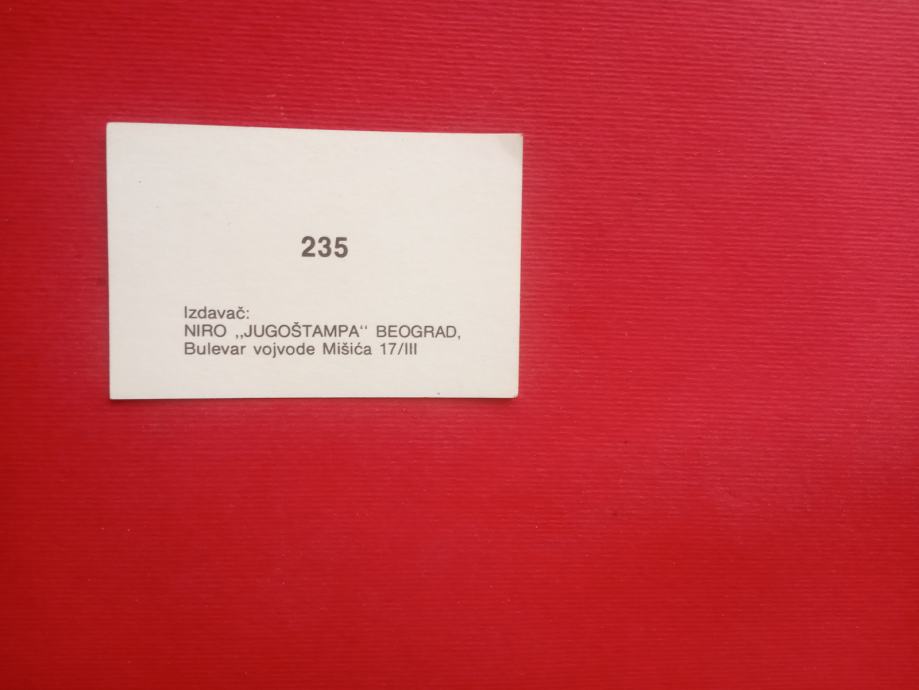 235
Izdavač:
NIRO ,,JUGOŠTAMPA'' BEOGRAD,
Bulevar vojvode Mišića 17/III